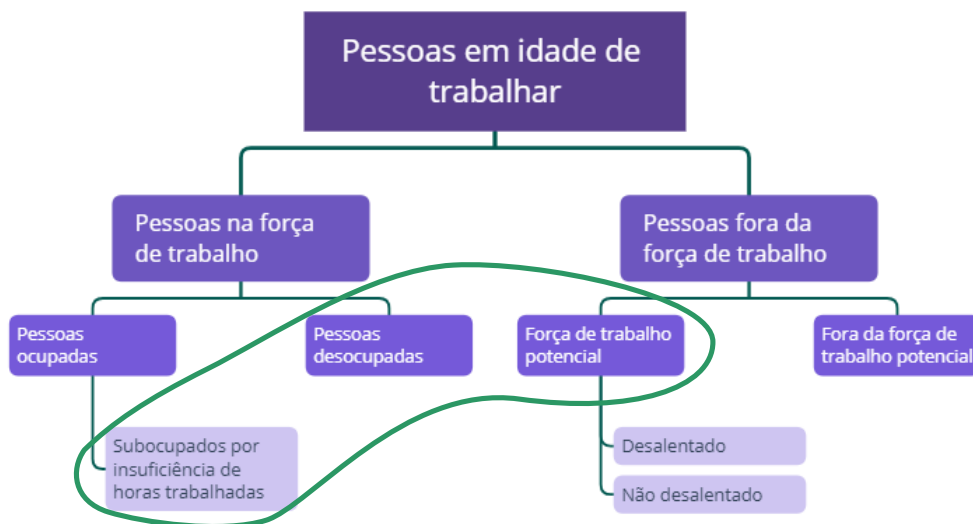 Pessoas em idade de
trabalhar
Pessoas na força
de trabalho
Pessoas fora da
força de trabalho
Pessoas
ocupadas
Pessoas
desocupadas
Força de trabalho
potencial
Fora da força de
trabalho potencial
Subocupados por
insuficiência de
horas trabalhadas
Desalentado
Não desalentado